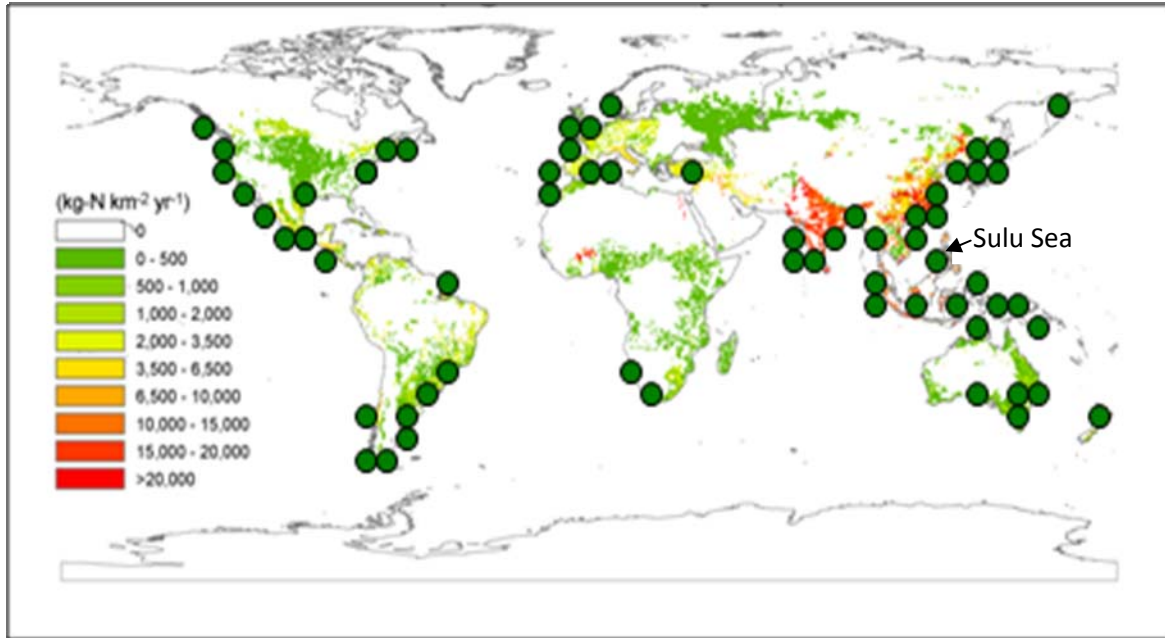 (kg-N km-2 yr-1)
0
0 - 500
500 - 1,000
1,000 - 2,000
2,000 - 3,500
3,500 - 6,500
6,500 - 10,000
10,000 - 15,000
15,000 - 20,000
>20,000
Sulu Sea